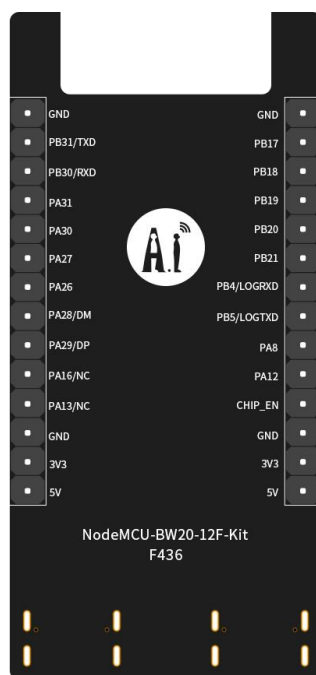 GND GND
PB31/TXD PB17
PB30/RXD PB18
PA31 PB19
PA30 PB20
PA27 PB21
PA26 PB4/LOGRXD
PA28/DM PB5/LOGTXD
PA29/DP PA8
PA16/NC PA12
PA13/NC CHIP_EN
GND GND
3V3 3V3
5V 5V
Ai
NodeMCU-BW20-12F-Kit
F436